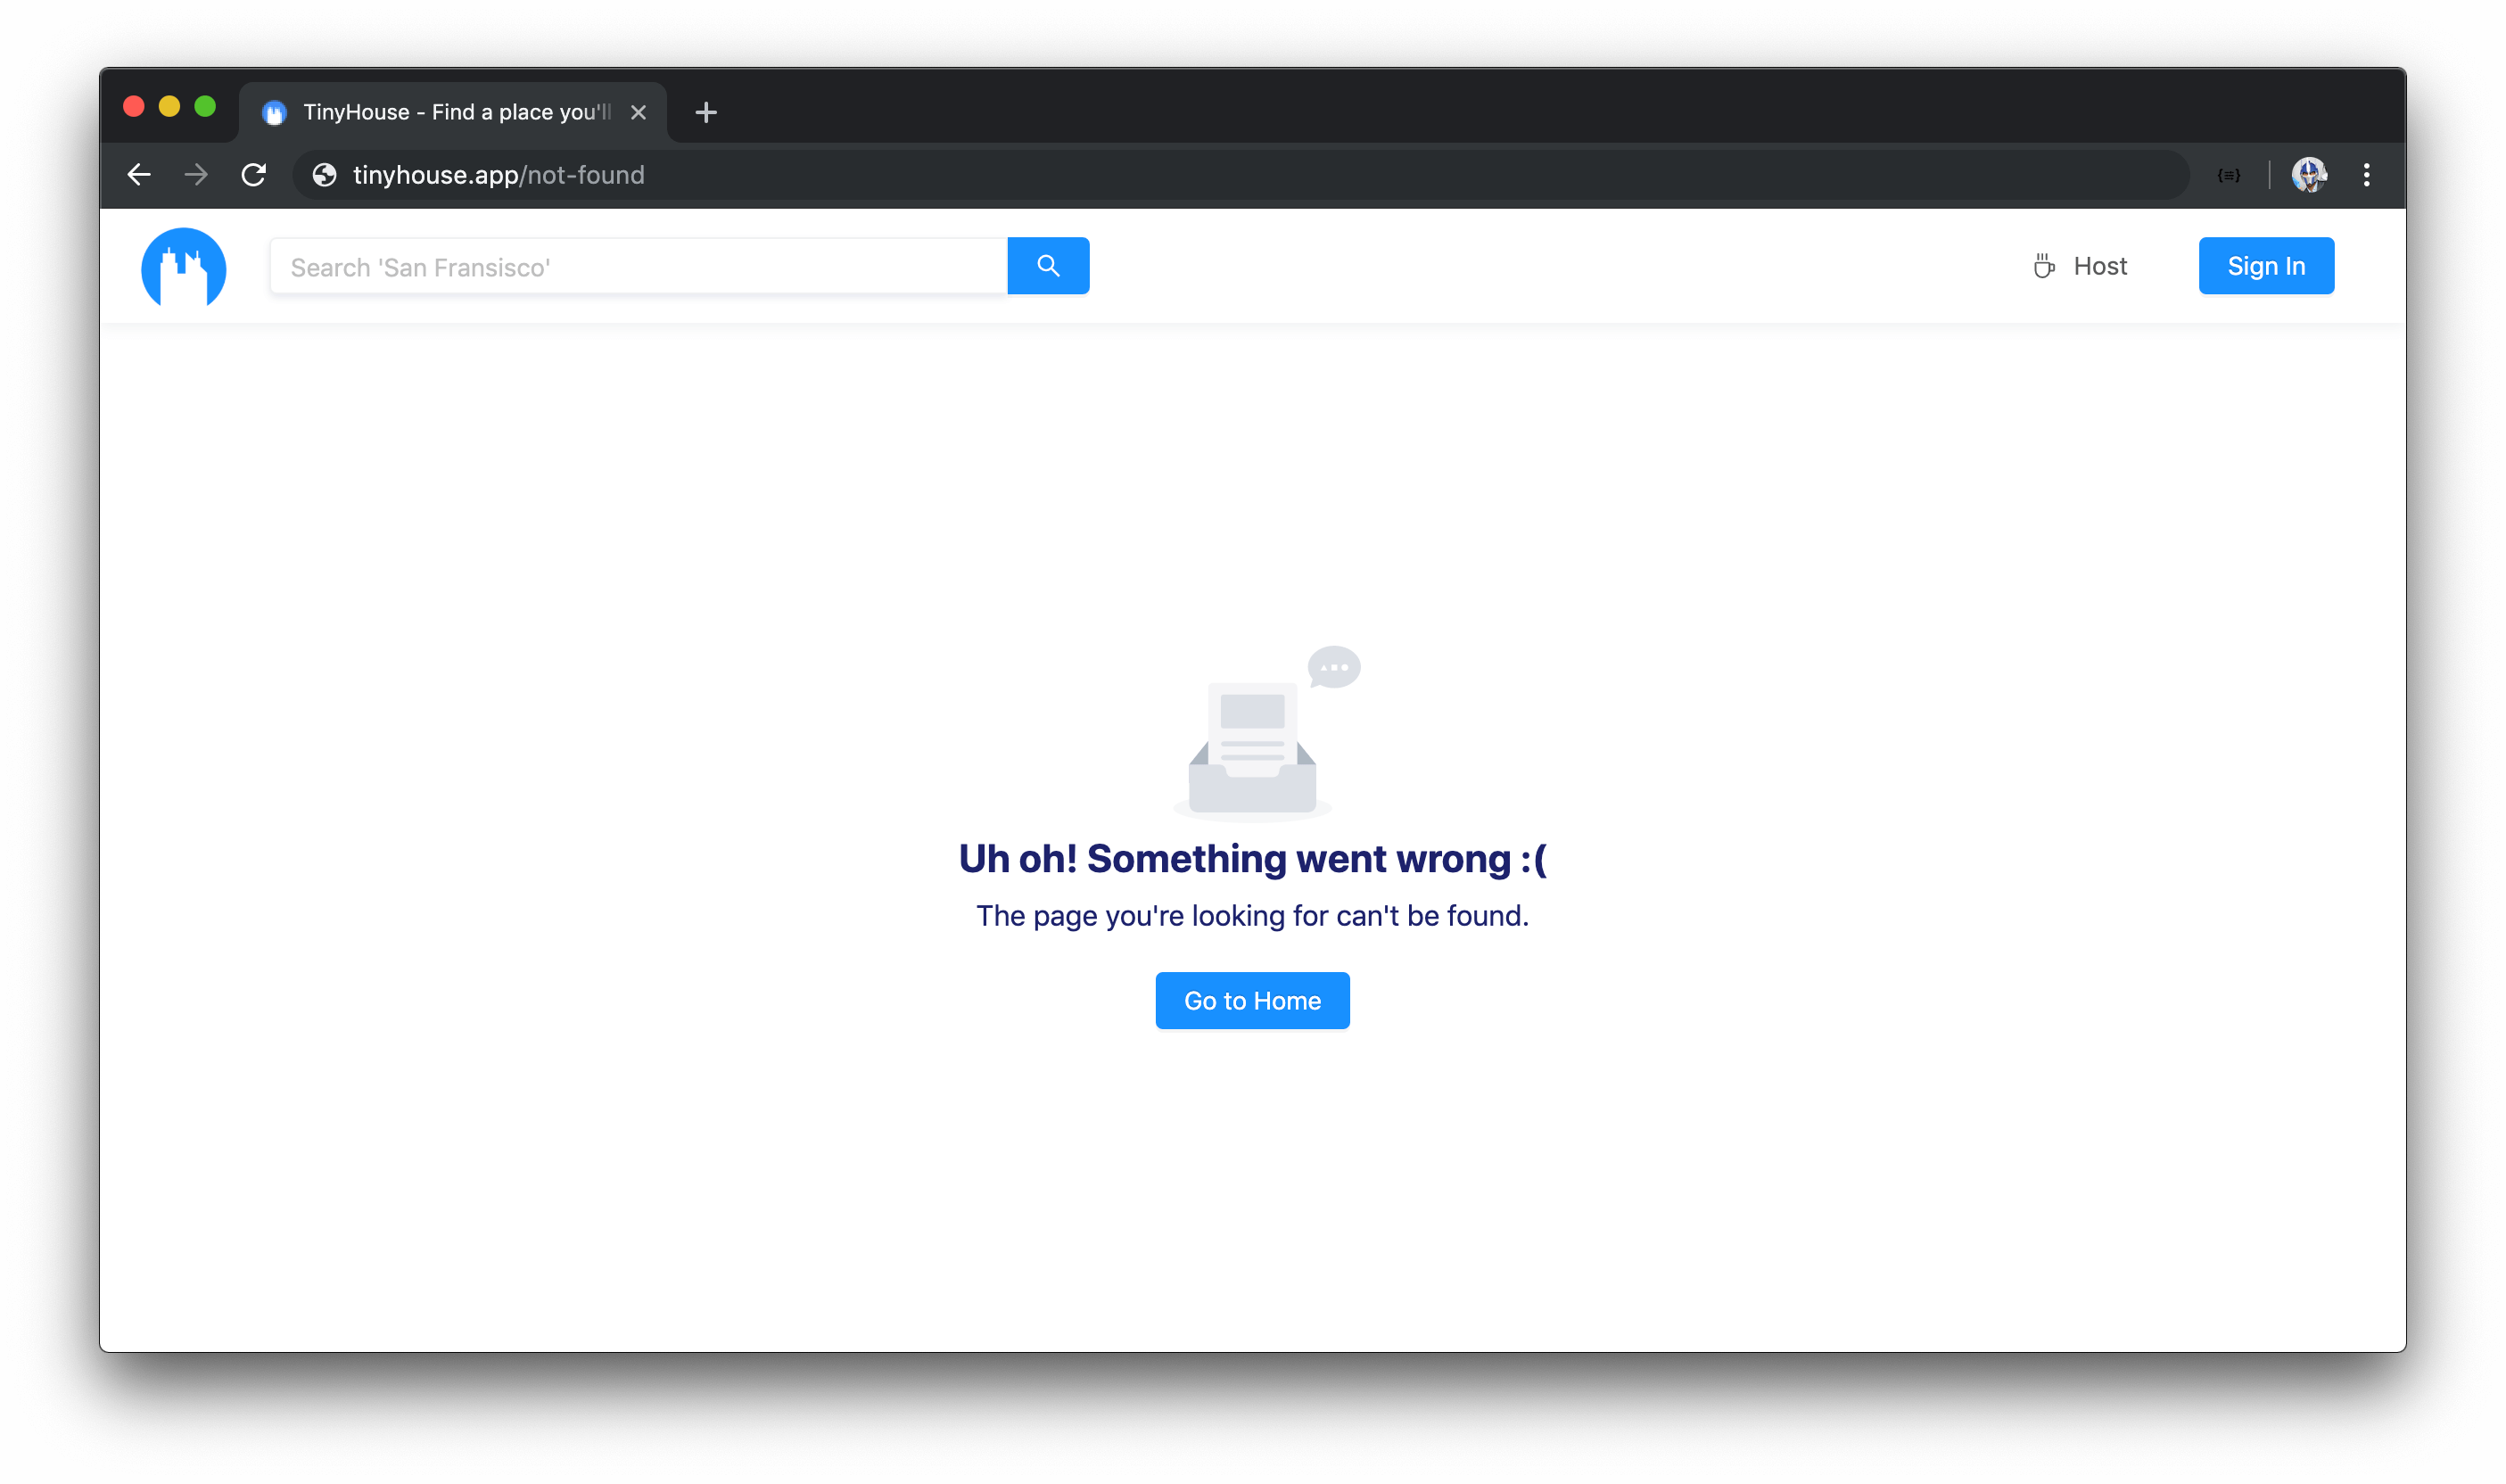 TinyHouse - Find a place you'll
tinyhouse.app/not-found
Search 'San Fransisco'
Host
Sign In
Uh oh! Something went wrong :(
The page you're looking for can't be found.
Go to Home